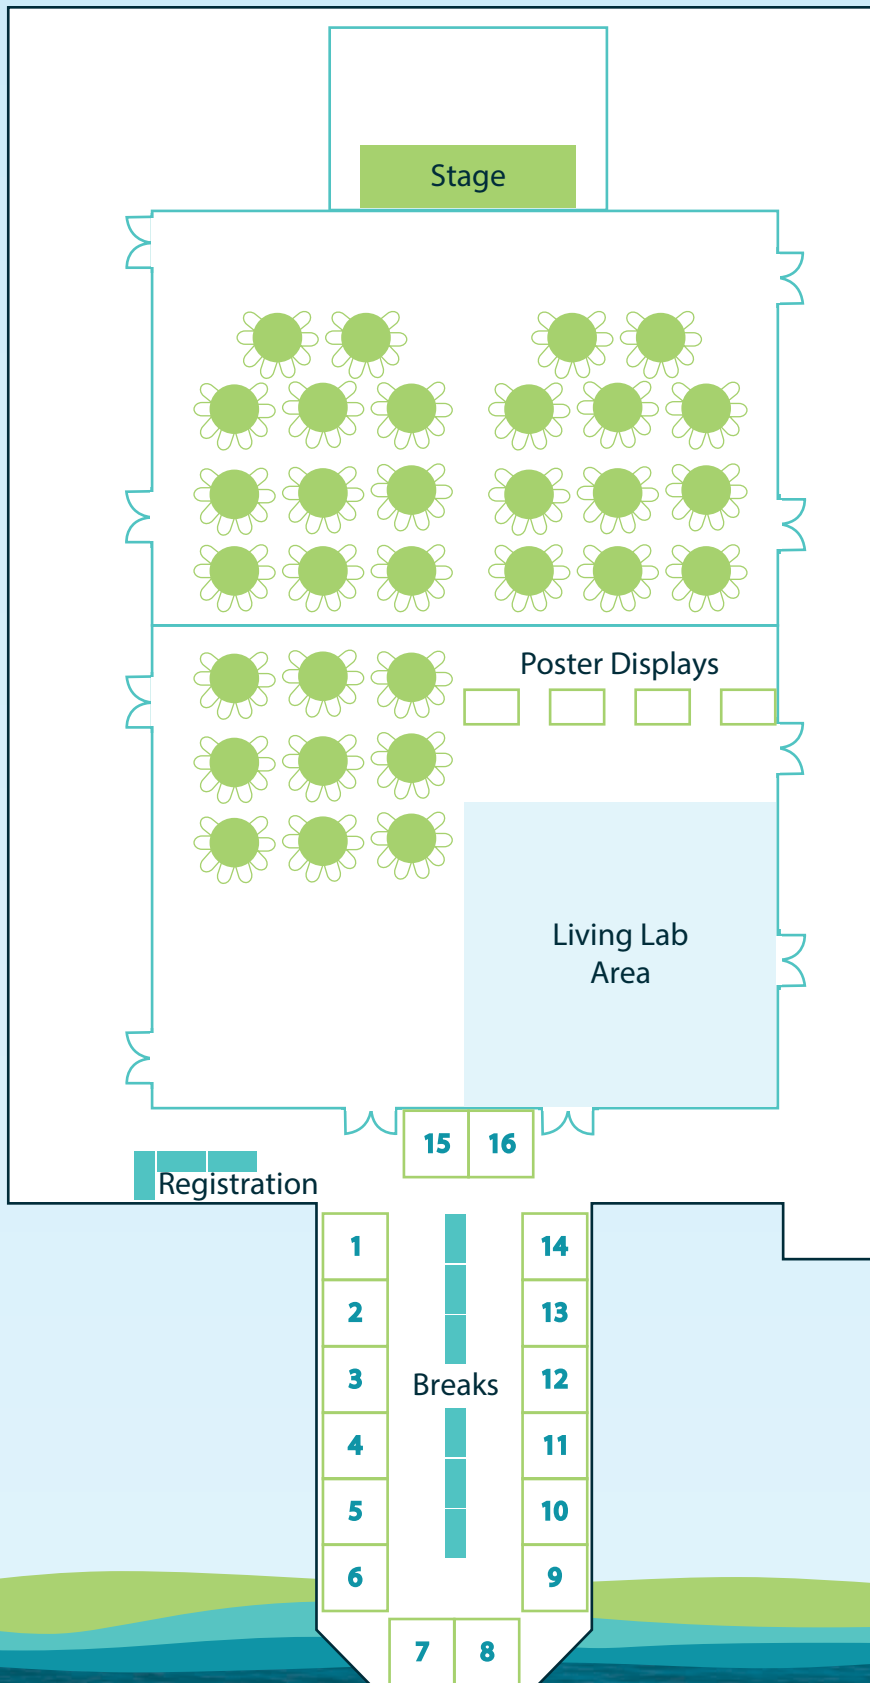 Stage
Poster Displays
Living Lab
Area
15 16
Registration
1 14
2 13
3 12
Breaks
4 11
5 10
6 9
7 8